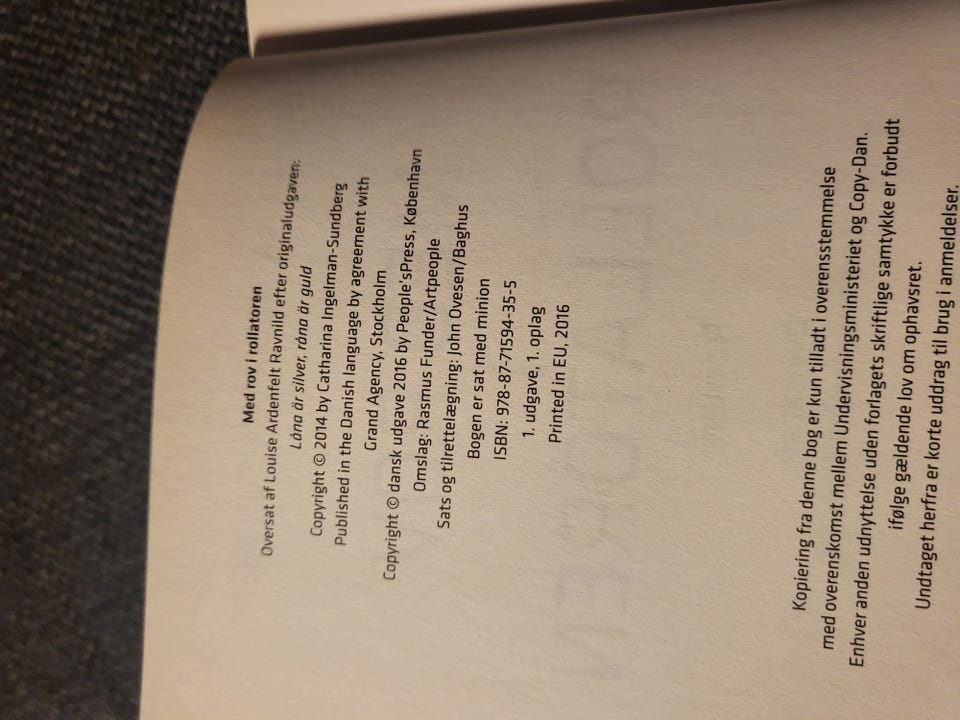 Med rov i rollatoren
Oversat af Louise Ardenfelt Ravnild efter originaludgaven:
Låna är silver, råna är guld
Copyright © 2014 by Catharina Ingelman-Sundberg
Published in the Danish language by agreement with
Grand Agency, Stockholm
Copyright © dansk udgave 2016 by People'sPress, København
Omslag: Rasmus Funder/Artpeople
Sats og tilrettelægning: John Ovesen/Baghus
Bogen er sat med minion
ISBN: 978-87-71594-35-5
1. udgave, 1. oplag
Printed in EU, 2016
Kopiering fra denne bog er kun tilladt i overensstemmelse
med overenskomst mellem Undervisningsministeriet og Copy-Dan.
Enhver anden udnyttelse uden forlagets skriftlige samtykke er forbudt
ifølge gældende lov om ophavsret.
Undtaget herfra er korte uddrag til brug i anmeldelser.